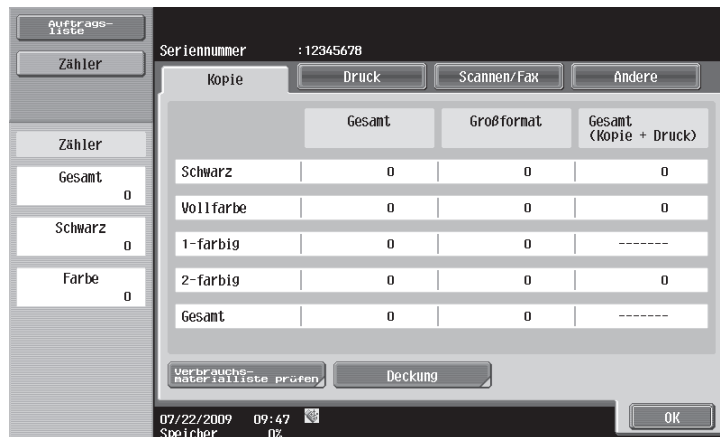 Auftrags-
liste
Zähler
Zähler
Gesamt
0
Schwarz
0
Farbe
0
Seriennummer :12345678
Kopie Druck Scannen/Fax Andere
Gesamt Großformat Gesamt
(Kopie + Druck)
Schwarz 0 0 0
Vollfarbe 0 0 0
1-farbig 0 0 -------
2-farbig 0 0 0
Gesamt 0 0 -------
Verbrauchs-
materialliste prüfen
Deckung
07/22/2009 09:47
Speicher 0%
OK